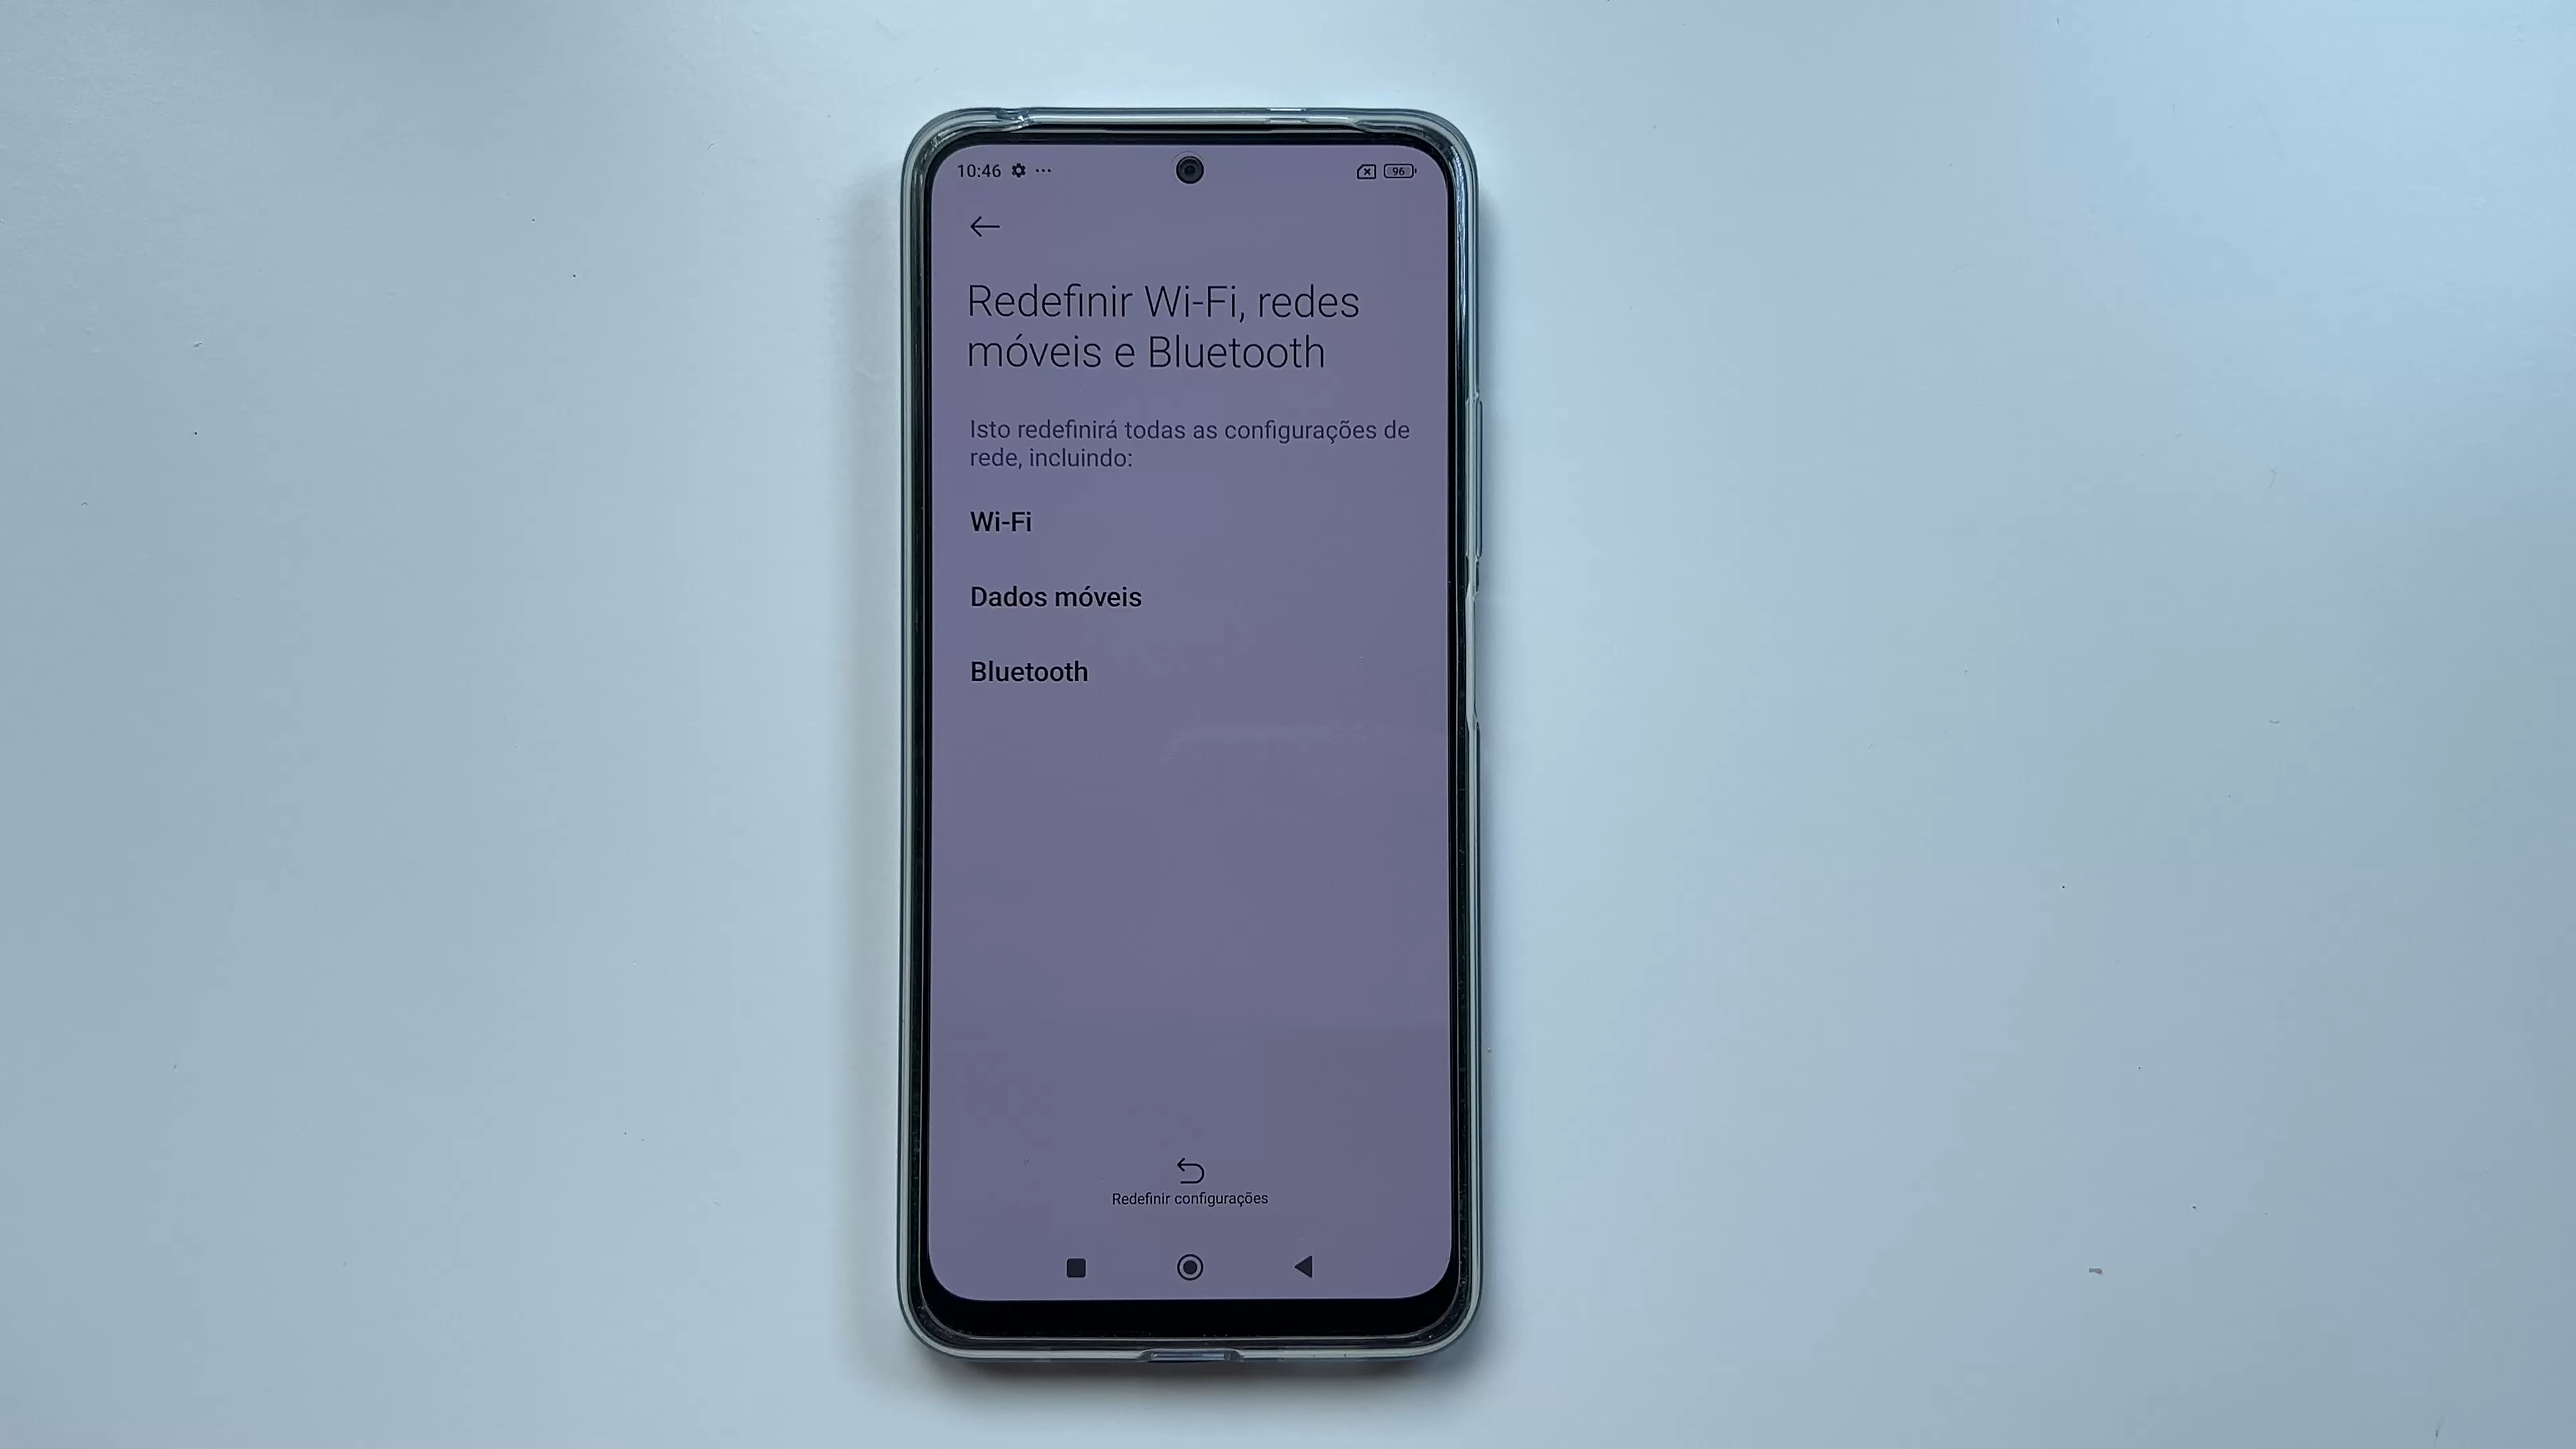 10:46 ... 96
Redefinir Wi-Fi, redes
móveis e Bluetooth
Isto redefinirá todas as configurações de
rede, incluindo:
Wi-Fi
Dados móveis
Bluetooth
Redefinir configurações